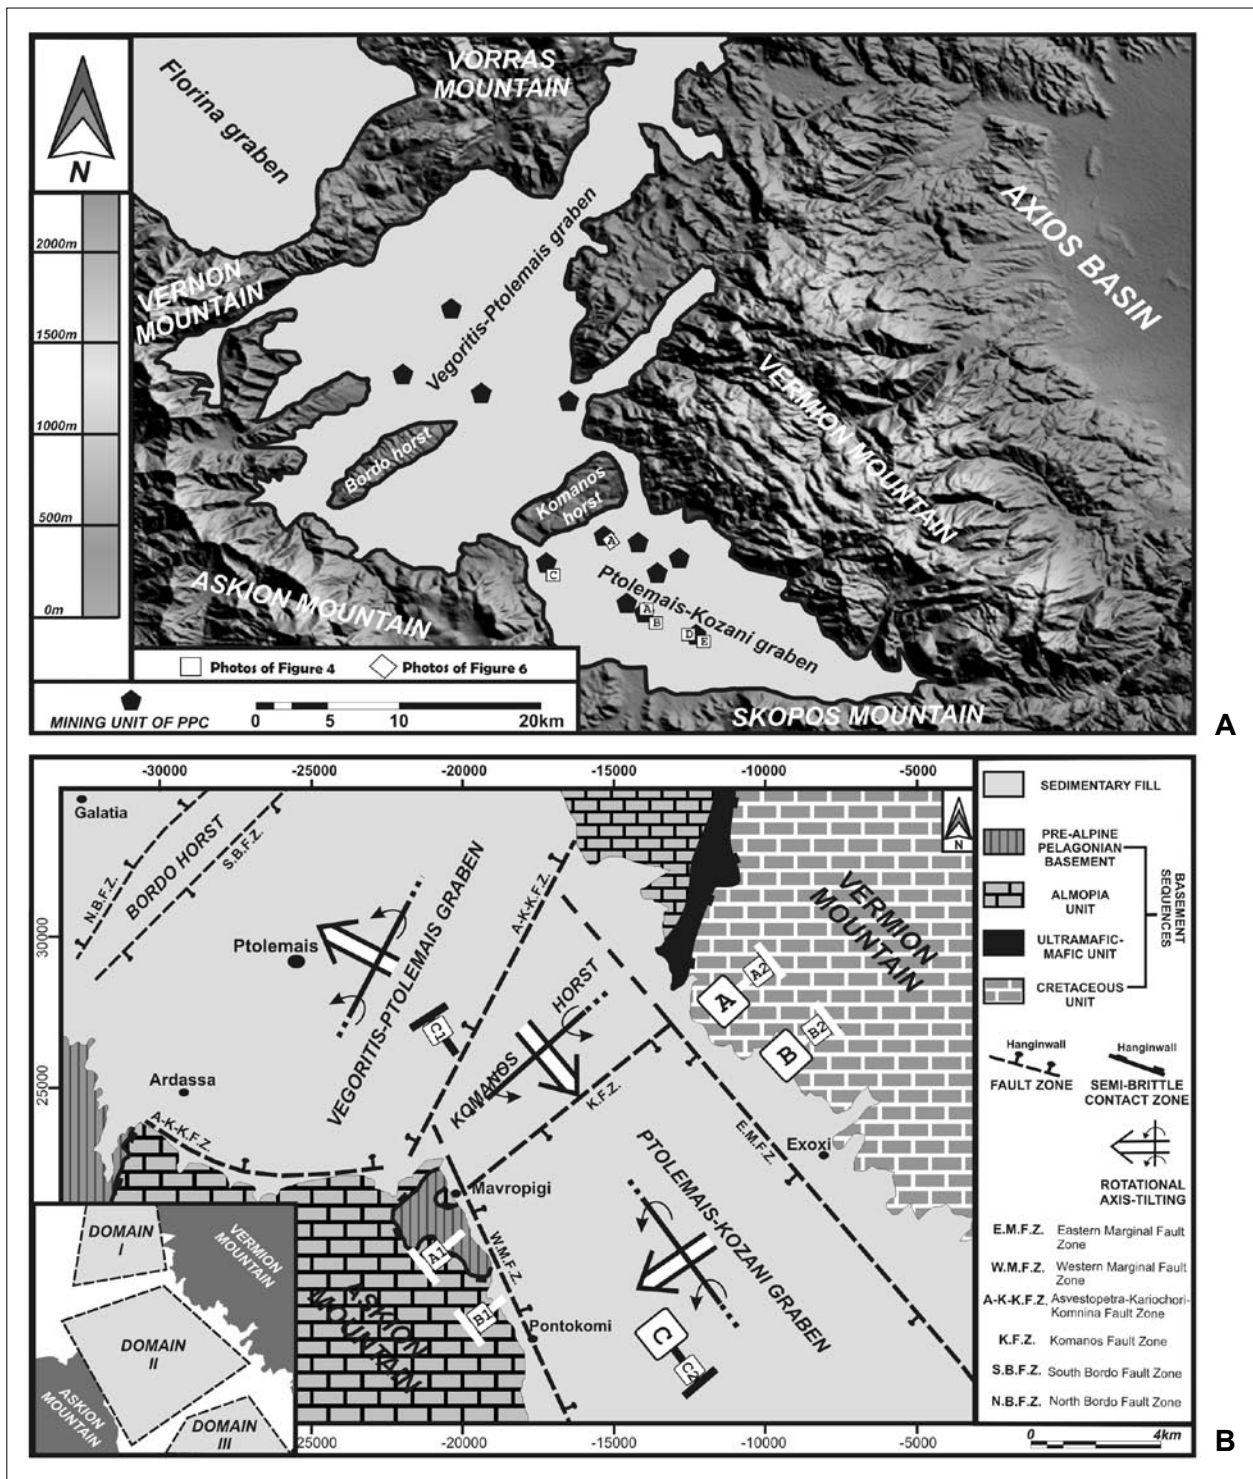 VORRAS
MOUNTAIN
Florina graben
N
2000m
1500m
1000m
500m
0m
VERNON
MOUNTAIN
Vegoritis-Ptolemais graben
AXIOS BASIN
VERMION MOUNTAIN
Bordo horst
Komanos
horst
A
C
Ptolemais-Kozani graben
A
B
D
E
ASKION MOUNTAIN
SKOPOS MOUNTAIN
Photos of Figure 4
Photos of Figure 6
MINING UNIT OF PPC
0 5 10 20km
A
-30000 -25000 -20000 -15000 -10000 -5000
30000
25000
Galatia
N.B.F.Z.
BORDO HORST
S.B.F.Z.
Ptolemais
VEGORITIS-PTOLEMAIS GRABEN
A-K-K.F.Z.
C1
KOMANOS HORST
K.F.Z.
VERMION
MOUNTAIN
N
A
A2
B
B2
Ardassa
A-K-K.F.Z.
Mavropigi
W.M.F.Z.
E.M.F.Z.
Exoxi
PTOLEMAIS-KOZANI GRABEN
A1
B1
ASKION
MOUNTAIN
Pontokomi
C
C2
DOMAIN
I
VERMION
MOUNTAIN
DOMAIN
II
ASKION
MOUNTAIN
DOMAIN
III
25000 -20000 -15000 -10000 -5000
SEDIMENTARY FILL
PRE-ALPINE
PELAGONIAN
BASEMENT
ALMOPIA
UNIT
ULTRAMAFIC-
MAFIC UNIT
CRETACEOUS
UNIT
BASEMENT
SEQUENCES
Hanginwall
FAULT ZONE
Hanginwall
SEMI-BRITTLE
CONTACT ZONE
ROTATIONAL
AXIS-TILTING
E.M.F.Z. Eastern Marginal Fault
Zone
W.M.F.Z. Western Marginal Fault
Zone
A-K-K.F.Z. Asvestopetra-Kariochori-
Komnina Fault Zone
K.F.Z. Komanos Fault Zone
S.B.F.Z. South Bordo Fault Zone
N.B.F.Z. North Bordo Fault Zone
0 4km
B